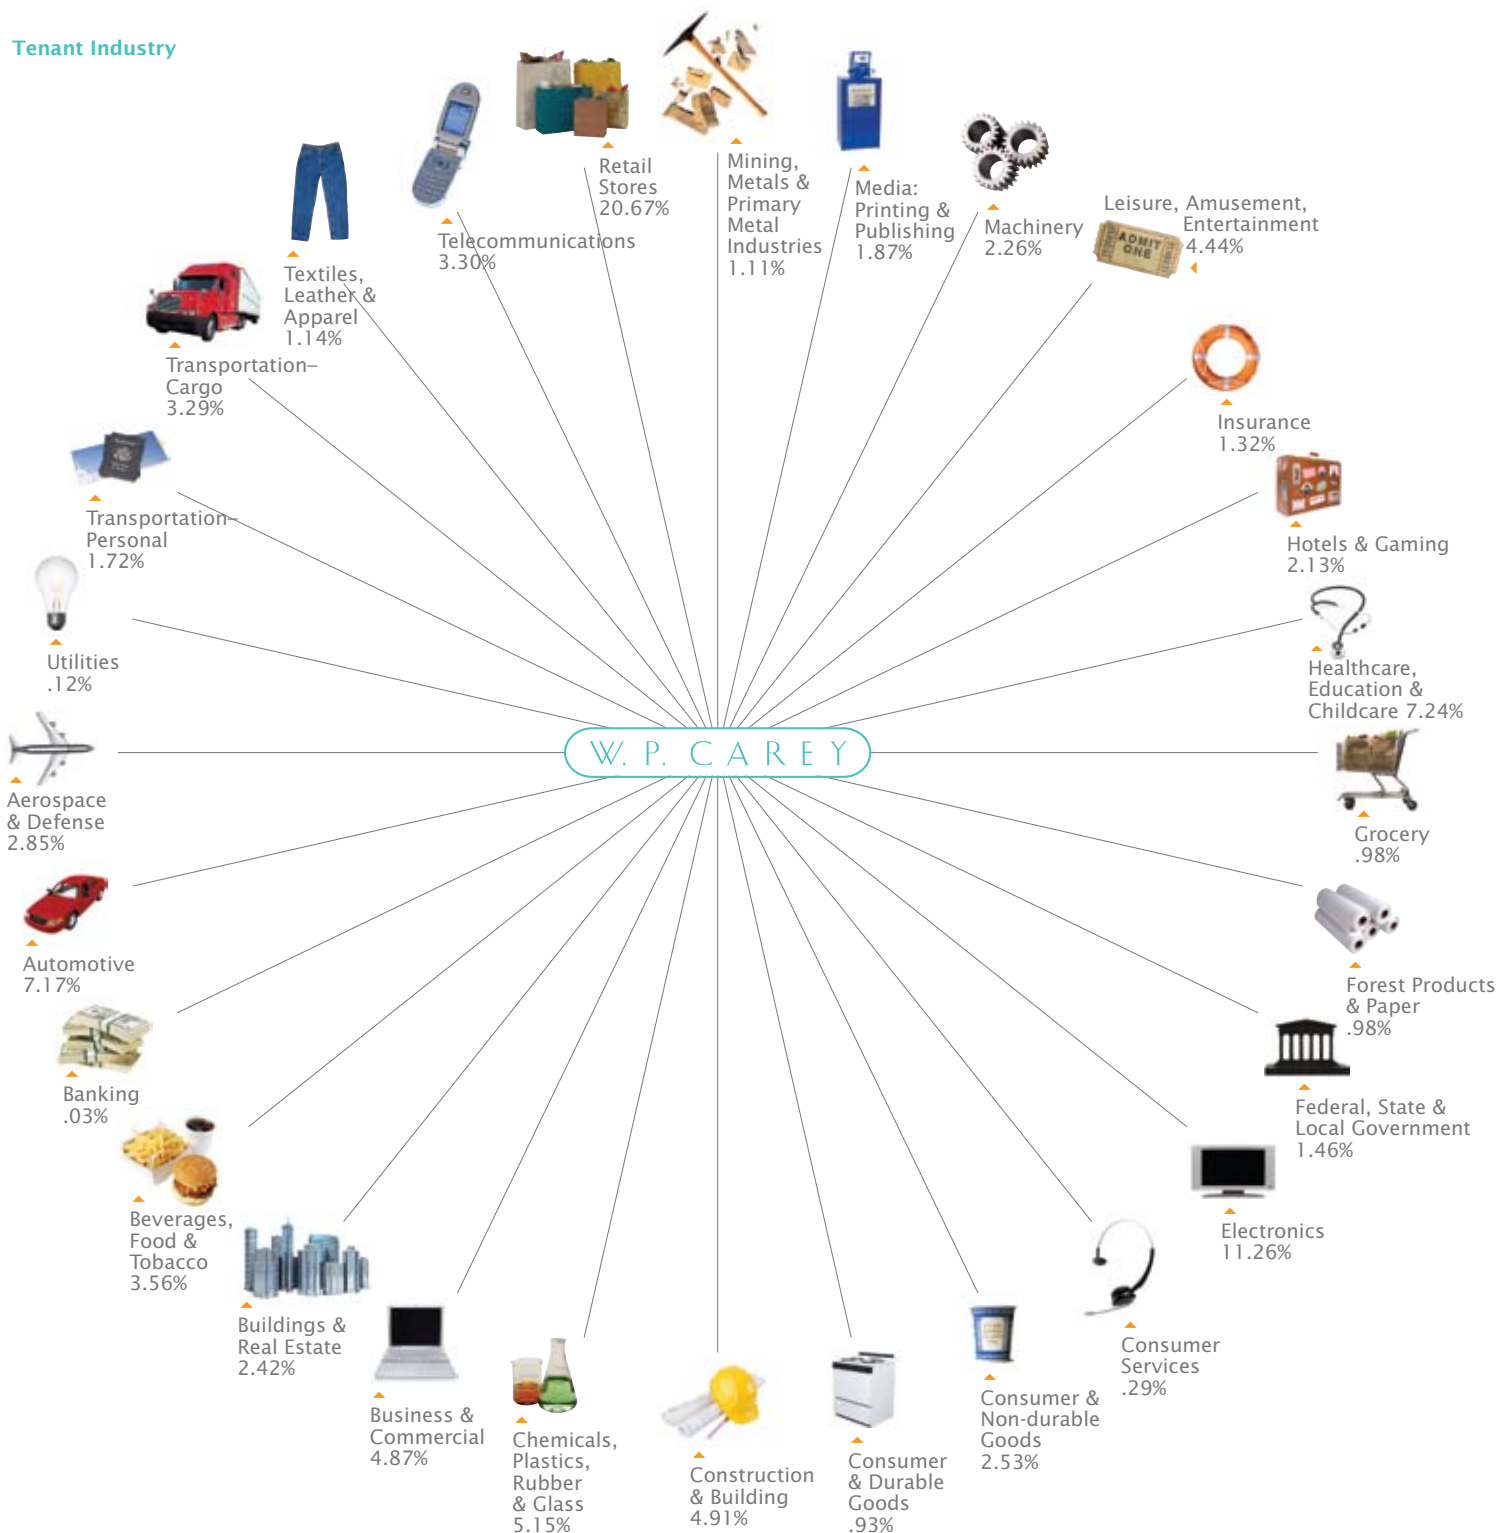 Tenant Industry
Retail
Stores
20.67%
Mining,
Metals &
Primary
Metal
Industries
1.11%
Media:
Printing &
Publishing
1.87%
Machinery
2.26%
Leisure, Amusement,
Entertainment
4.44%
ADMIT
ONE
Insurance
1.32%
Hotels & Gaming
2.13%
Healthcare,
Education &
Childcare 7.24%
Grocery
.98%
Forest Products
& Paper
.98%
Federal, State &
Local Government
1.46%
Electronics
11.26%
Consumer
Services
.29%
Consumer &
Non-durable
Goods
2.53%
Consumer
& Durable
Goods
.93%
Construction
& Building
4.91%
Chemicals,
Plastics,
Rubber
& Glass
5.15%
Business &
Commercial
4.87%
Buildings &
Real Estate
2.42%
Beverages,
Food &
Tobacco
3.56%
Banking
.03%
Automotive
7.17%
Aerospace
& Defense
2.85%
Utilities
.12%
Transportation–
Personal
1.72%
Transportation–
Cargo
3.29%
Textiles,
Leather &
Apparel
1.14%
Telecommunications
3.30%
W. P. CAREY